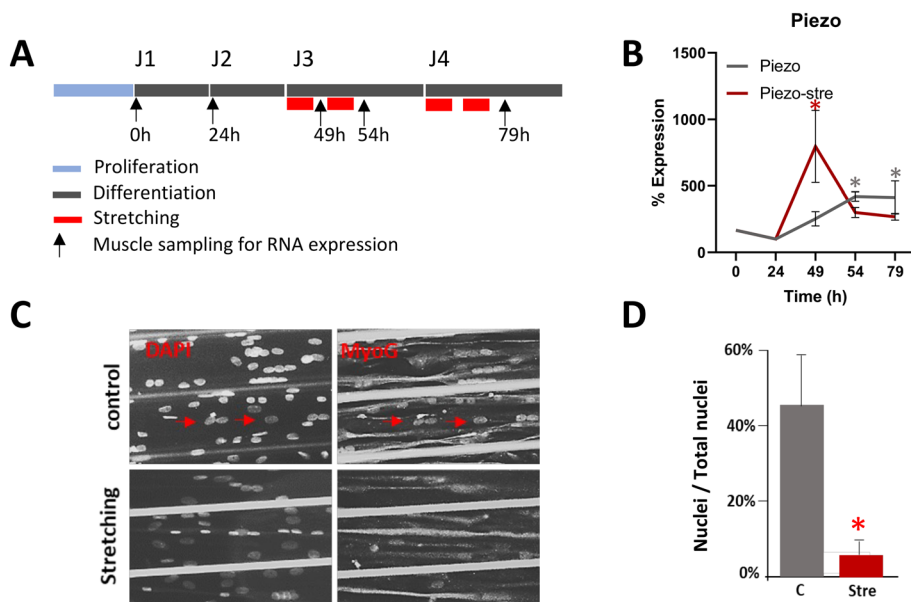 A
J1 J2 J3 J4
0h 24h 49h 54h 79h
Proliferation
Differentiation
Stretching
Muscle sampling for RNA expression
B
Piezo
1500
1000
500
0
% Expression
Piezo
Piezo-stre
*
* *
0 24 49 54 79
Time (h)
C
DAPI MyoG
control
Stretching
D
60%
40%
20%
0%
Nuclei / Total nuclei
*
C Stre